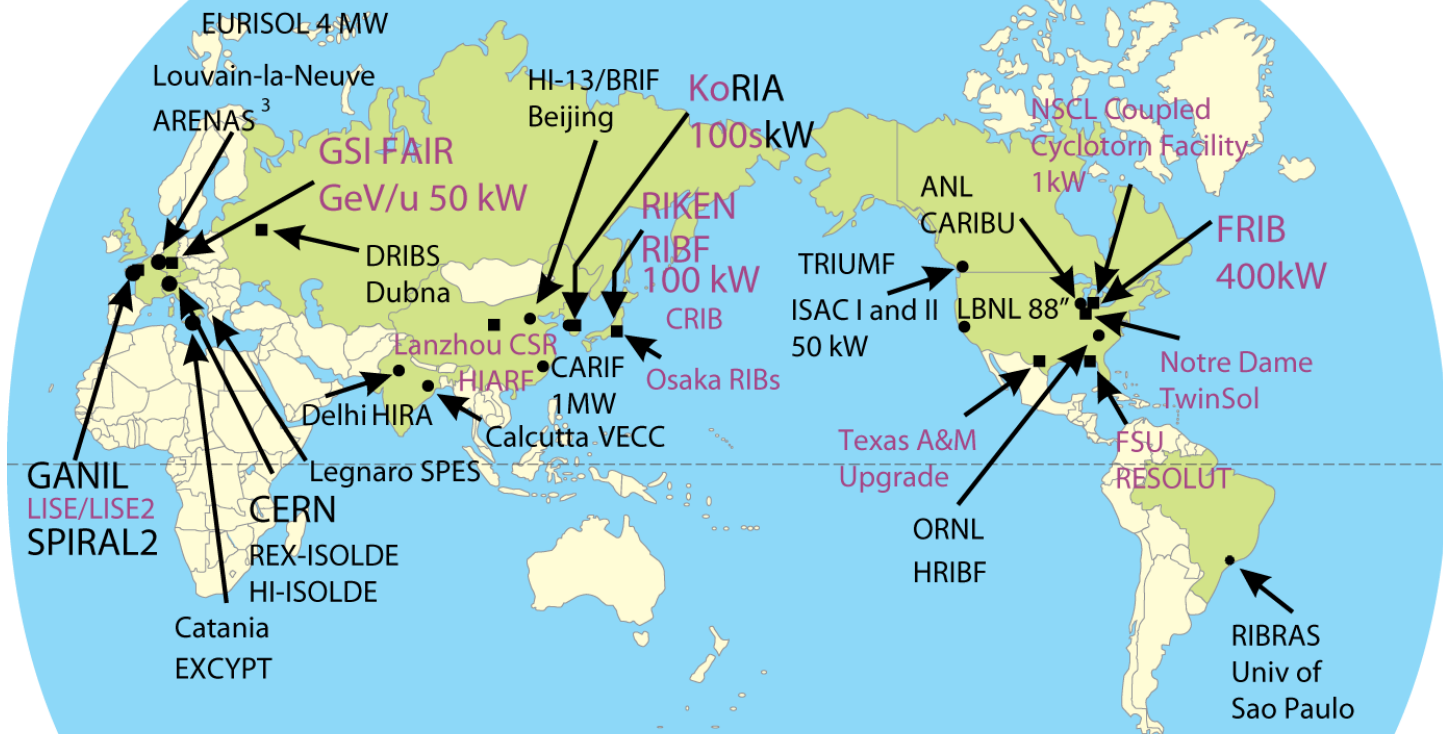 EURISOL 4 MW
Louvain-la-Neuve
ARENAS 3
GSI FAIR
GeV/u 50 kW
DRIBS
Dubna
HI-13/BRIF
Beijing
KoRIA
100skW
RIKEN
RIBF
100 kW
CRIB
Osaka RIBs
Lanzhou CSR
HIARF
CARIF
1MW
Delhi HIRA
Calcutta VECC
GANIL
LISE/LISE2
SPIRAL2
Legnaro SPES
CERN
REX-ISOLDE
HI-ISOLDE
Catania
EXCYPT
NSCL Coupled
Cyclotorn Facility
1kW
ANL
CARIBU
FRIB
400kW
TRIUMF
ISAC I and II
50 kW
LBNL 88”
Notre Dame
TwinSol
Texas A&M
Upgrade
FSU
RESOLUT
ORNL
HRIBF
RIBRAS
Univ of
Sao Paulo